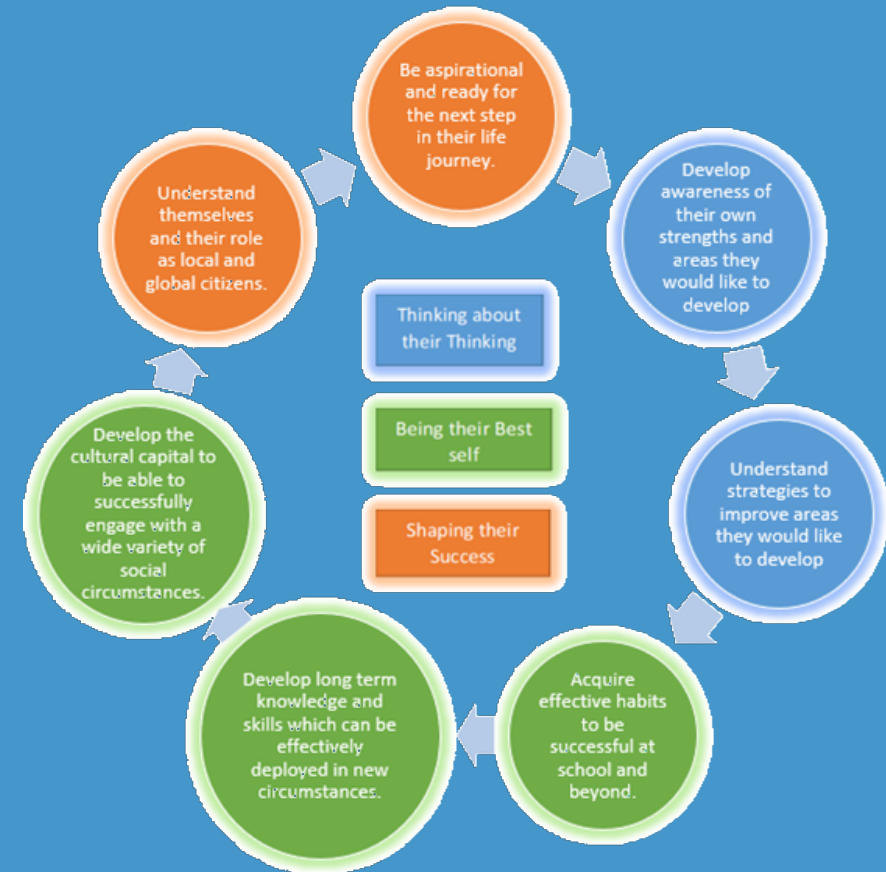 Be aspirational
and ready for
the next step
in their life
journey.
Develop
awareness of
their own
strengths and
areas they
would like to
develop
Understand
strategies to
improve areas
they would like
to develop
Acquire
effective habits
to be
successful at
school and
beyond.
Develop long term
knowledge and
skills which can be
effectively
deployed in new
circumstances.
Develop the
cultural capital to
be able to
successfully
engage with a
wide variety of
social
circumstances.
Understand
themselves
and their role
as local and
global citizens.
Thinking about
their Thinking
Being their Best
self
Shaping their
Success